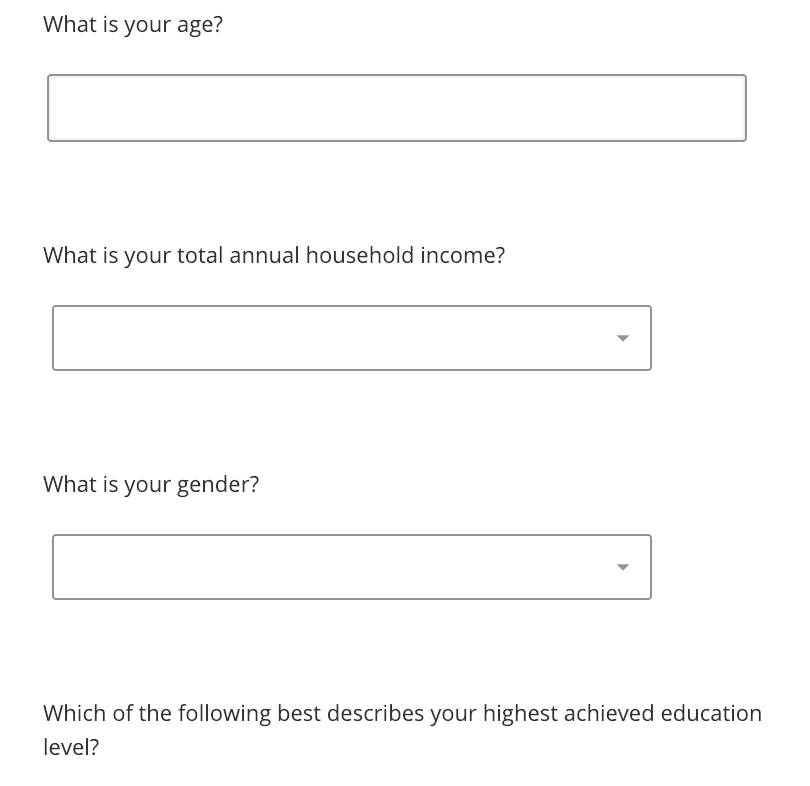 What is your age?
What is your total annual household income?
What is your gender?
Which of the following best describes your highest achieved education
level?